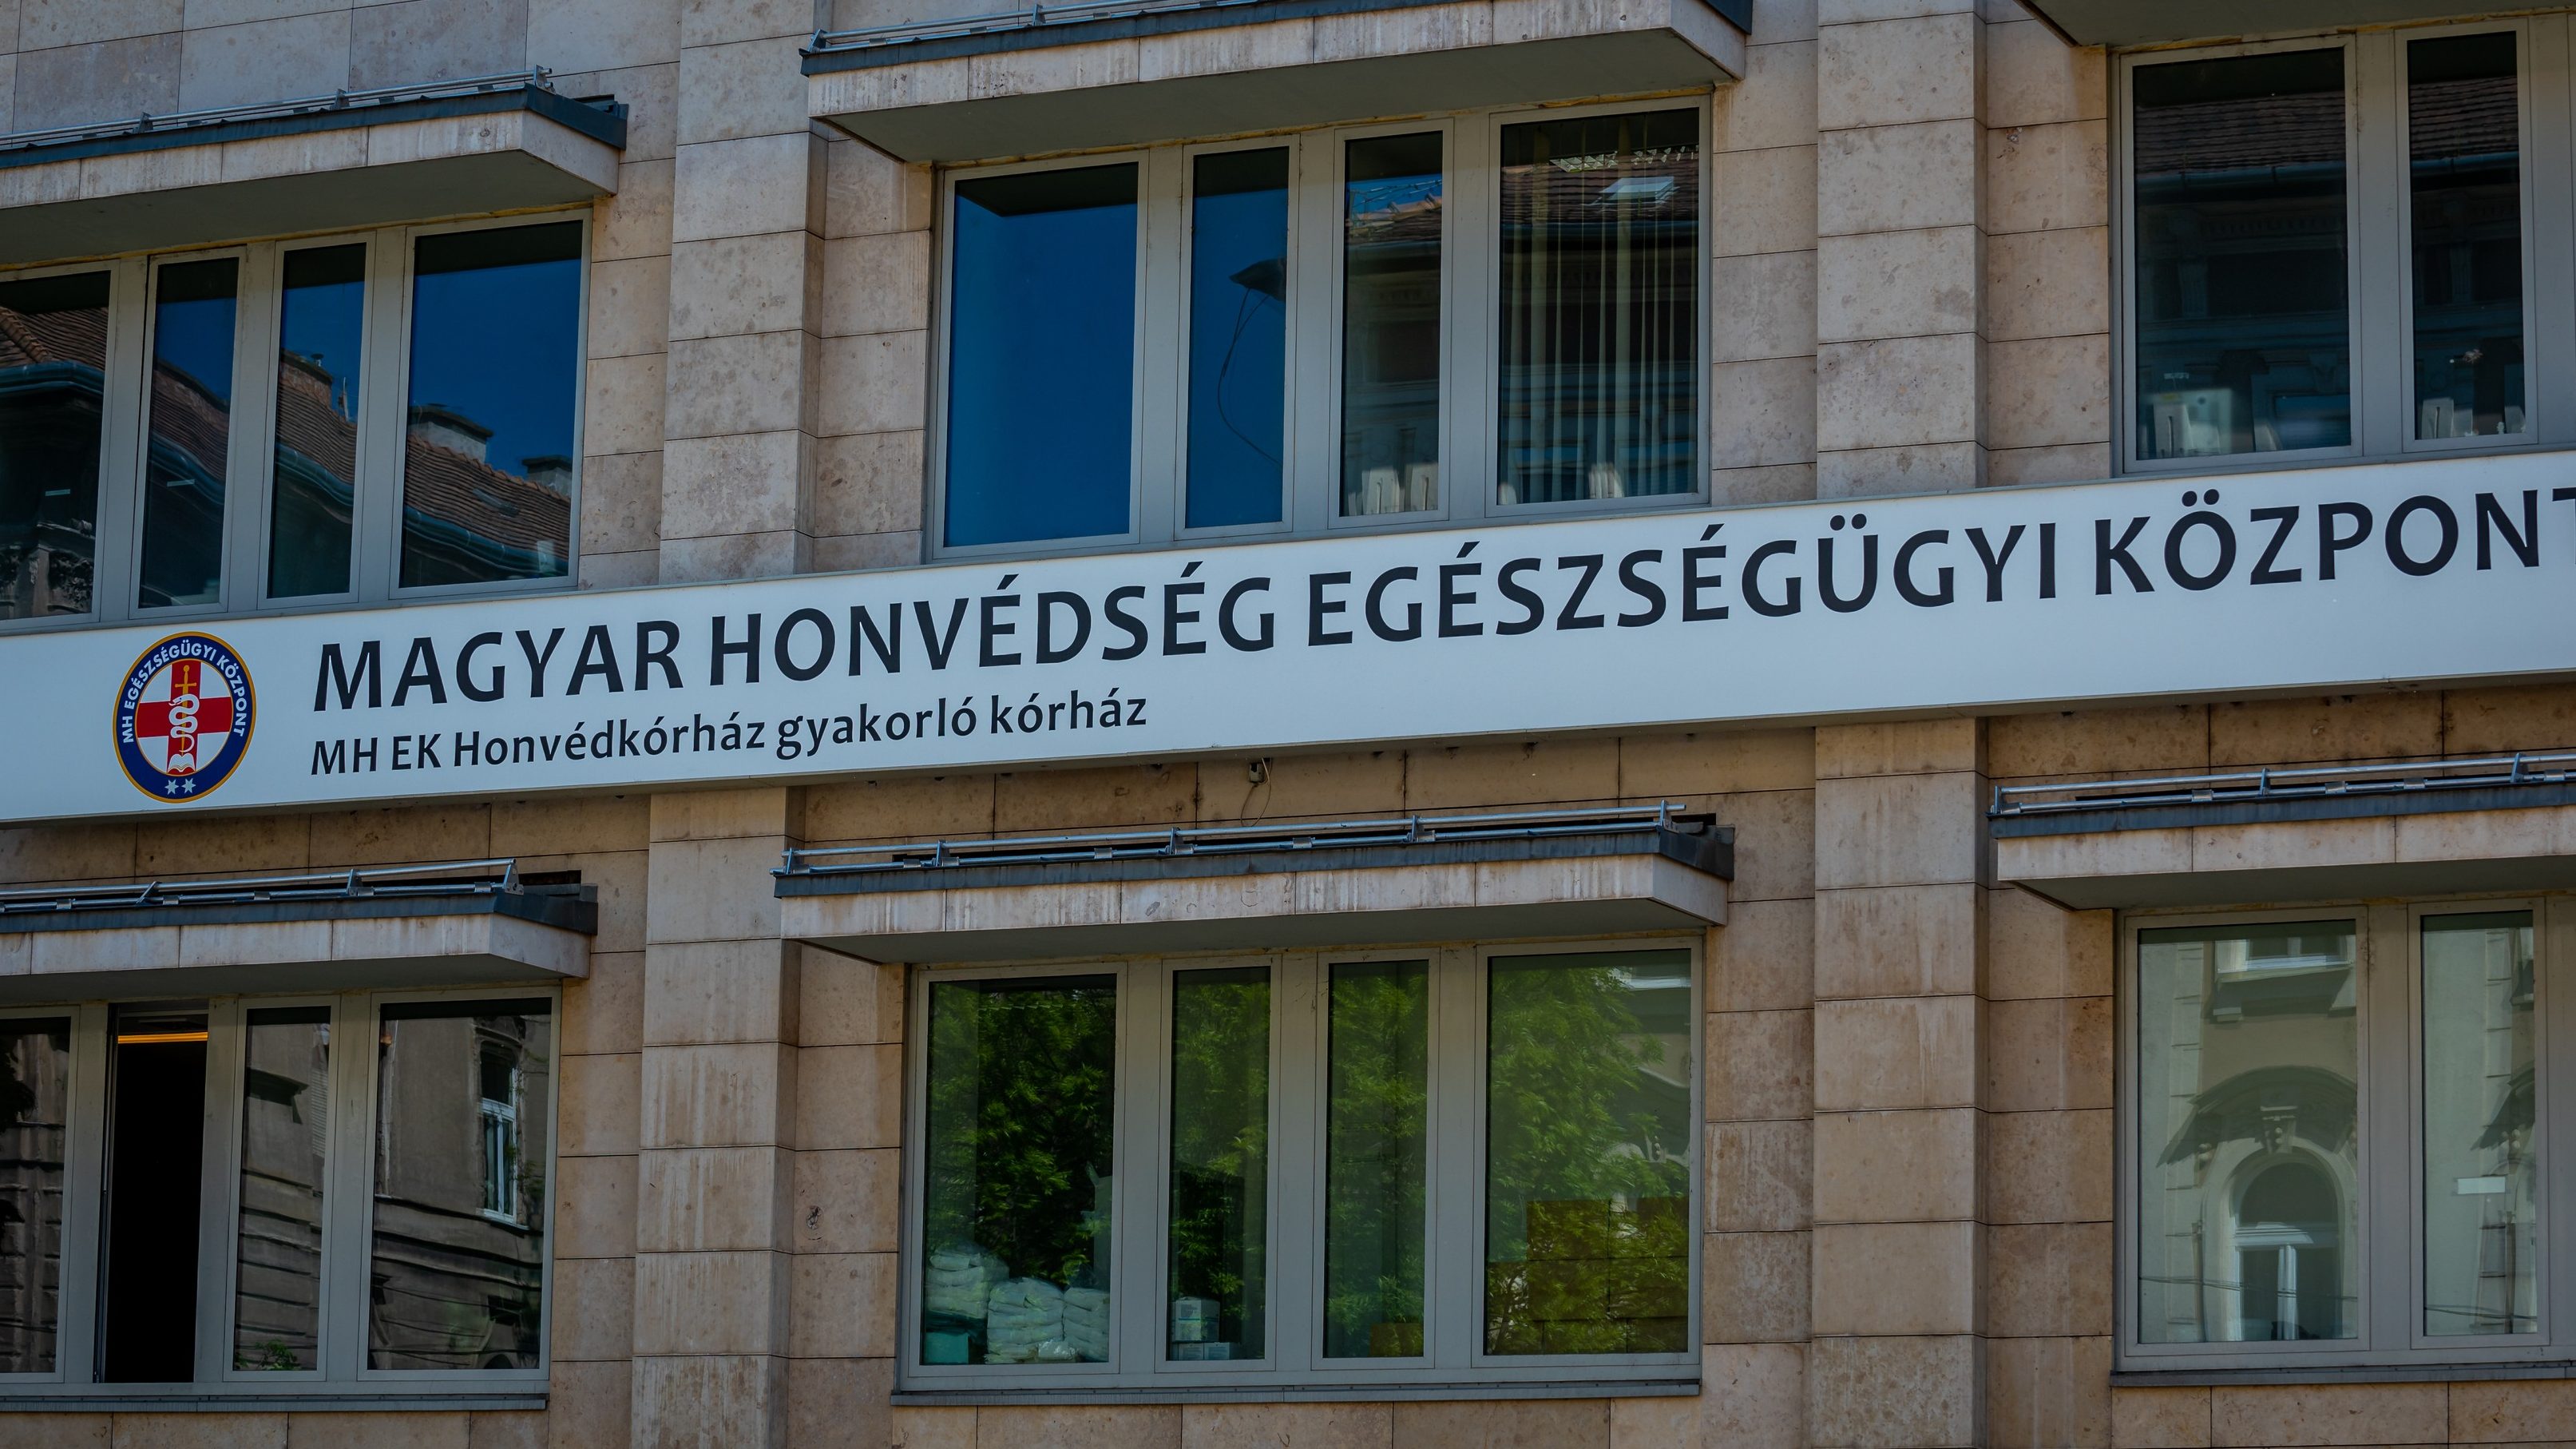 MAGYAR HONVÉDSÉG EGÉSZSÉGÜGYI KÖZPONT
MH EK Honvédkórház gyakorló kórház
MH EGÉSZSÉGÜGYI KÖZPONT